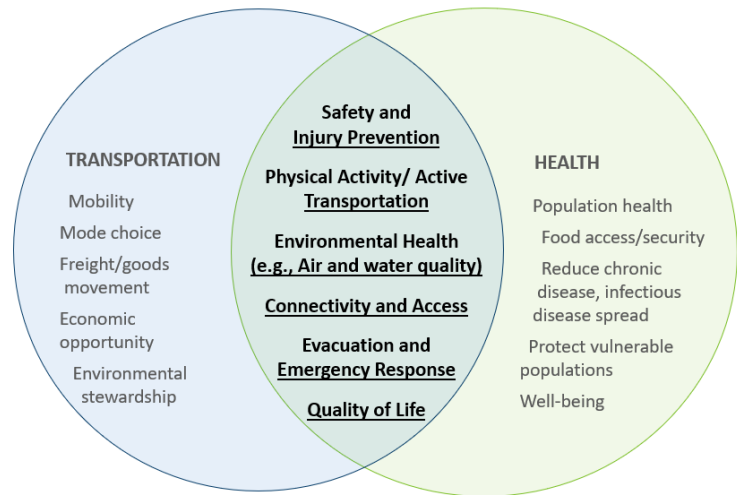 TRANSPORTATION
Mobility
Mode choice
Freight/goods
movement
Economic
opportunity
Environmental
stewardship
Safety and
Injury Prevention
Physical Activity/ Active
Transportation
Environmental Health
(e.g., Air and water quality)
Connectivity and Access
Evacuation and
Emergency Response
Quality of Life
HEALTH
Population health
Food access/security
Reduce chronic
disease, infectious
disease spread
Protect vulnerable
populations
Well-being